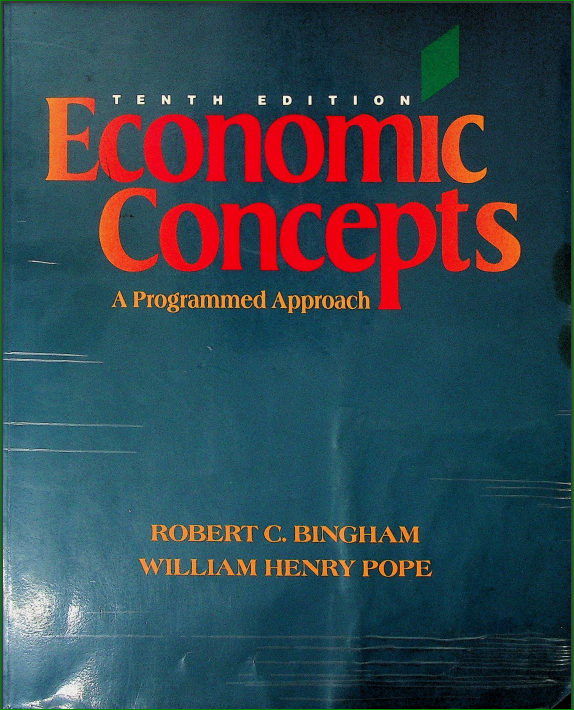 TENTH EDITION
Economic
Concepts
A Programmed Approach
ROBERT C. BINGHAM
WILLIAM HENRY POPE